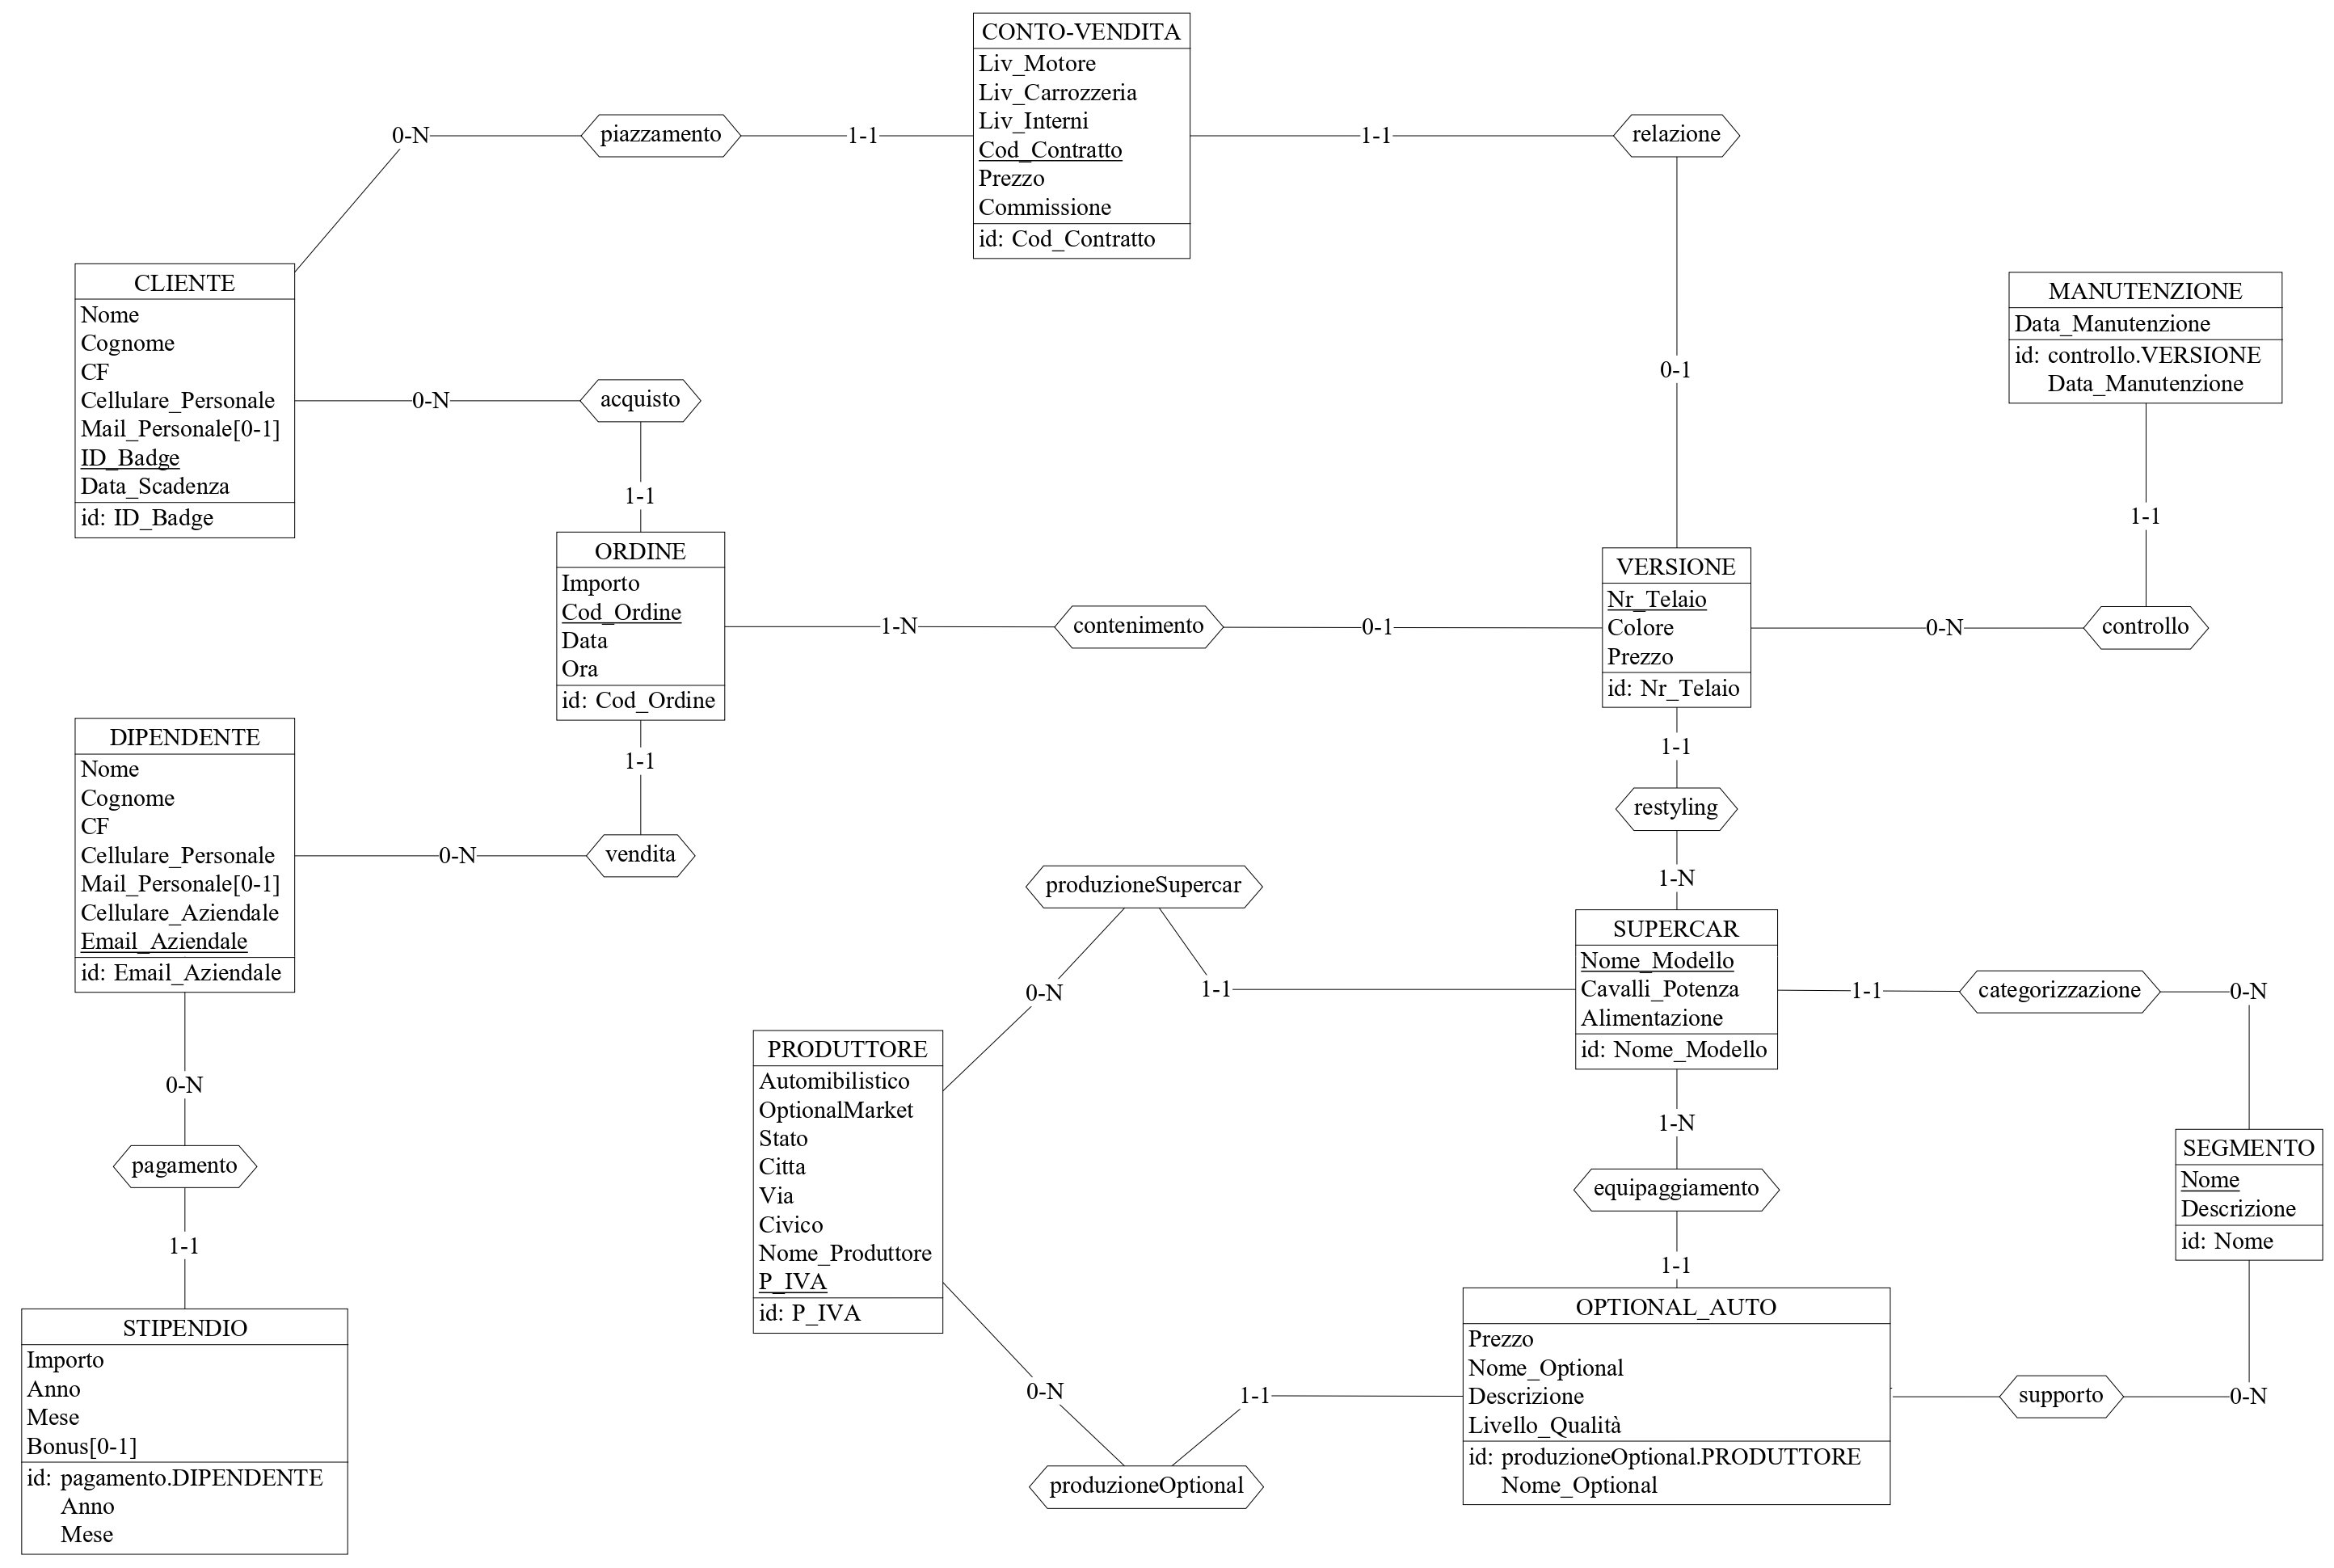 CONTO-VENDITA
Liv_Motore
Liv_Carrozzeria
Liv_Interni
Cod_Contratto
Prezzo
Commissione
id: Cod_Contratto
0-N
piazzamento
1-1
1-1
relazione
CLIENTE
Nome
Cognome
CF
Cellulare_Personale
Mail_Personale[0-1]
ID_Badge
Data_Scadenza
id: ID_Badge
0-N
acquisto
1-1
0-1
MANUTENZIONE
Data_Manutenzione
id: controllo.VERSIONE
Data_Manutenzione
1-1
ORDINE
Importo
Cod_Ordine
Data
Ora
id: Cod_Ordine
1-N
contenimento
0-1
VERSIONE
Nr_Telaio
Colore
Prezzo
id: Nr_Telaio
0-N
controllo
DIPENDENTE
Nome
Cognome
CF
Cellulare_Personale
Mail_Personale[0-1]
Cellulare_Aziendale
Email_Aziendale
id: Email_Aziendale
1-1
0-N
vendita
1-1
restyling
1-N
produzioneSupercar
0-N
1-1
SUPERCAR
Nome_Modello
Cavalli_Potenza
Alimentazione
id: Nome_Modello
1-1
categorizzazione
0-N
PRODUTTORE
Automibilistico
OptionalMarket
Stato
Citta
Via
Civico
Nome_Produttore
P_IVA
id: P_IVA
0-N
pagamento
1-1
1-N
equipaggiamento
1-1
SEGMENTO
Nome
Descrizione
id: Nome
STIPENDIO
Importo
Anno
Mese
Bonus[0-1]
id: pagamento.DIPENDENTE
Anno
Mese
0-N
1-1
produzioneOptional
OPTIONAL_AUTO
Prezzo
Nome_Optional
Descrizione
Livello_Qualità
id: produzioneOptional.PRODUTTORE
Nome_Optional
supporto
0-N